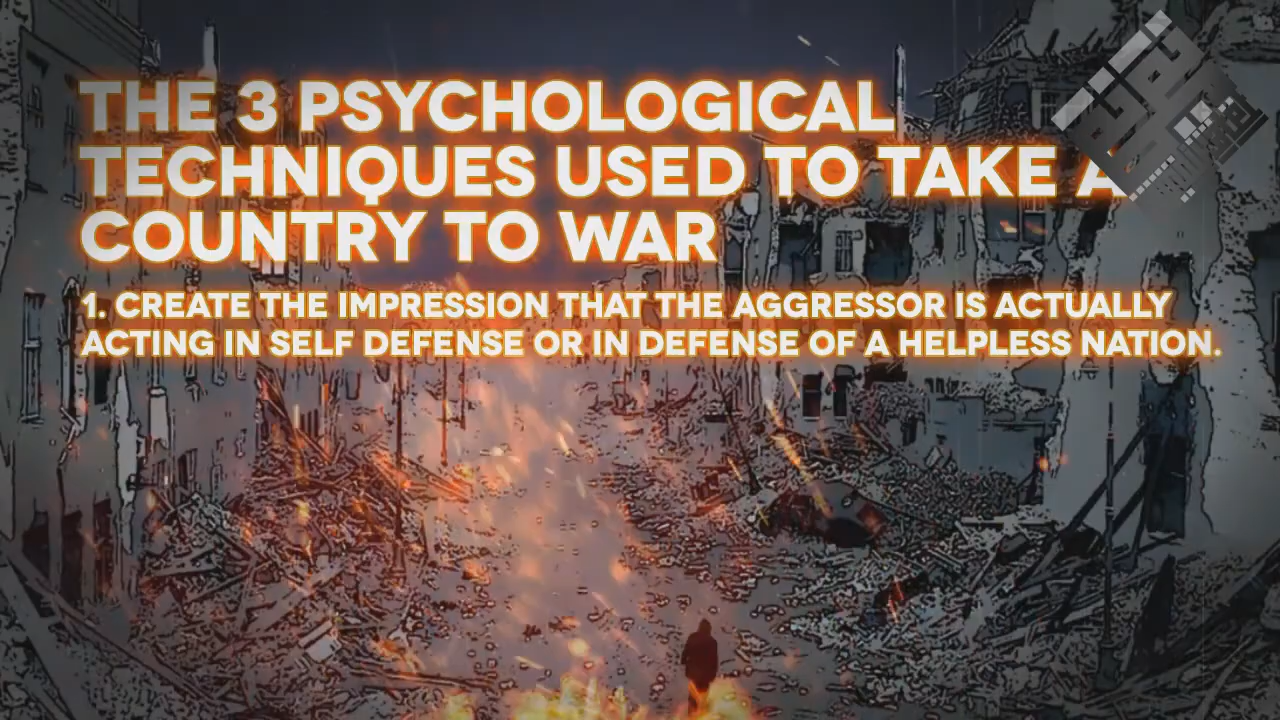 THE 3 PSYCHOLOGICAL
TECHNIQUES USED TO TAKE A
COUNTRY TO WAR
1. CREATE THE IMPRESSION THAT THE AGGRESSOR IS ACTUALLY
ACTING IN SELF DEFENSE OR IN DEFENSE OF A HELPLESS NATION.